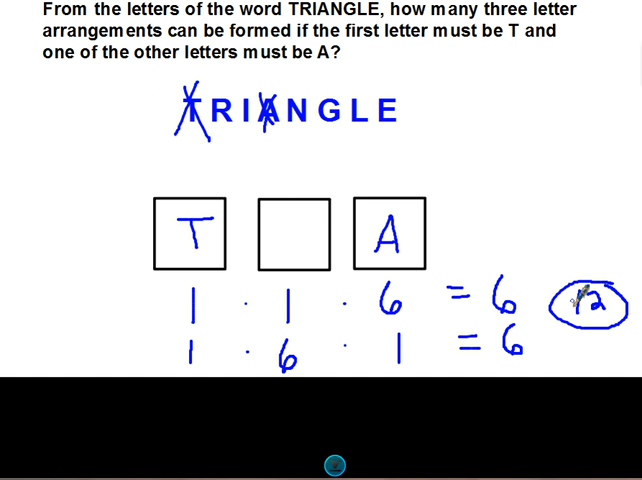 From the letters of the word TRIANGLE, how many three letter
arrangements can be formed if the first letter must be T and
one of the other letters must be A?
TRIANGLE
T A
1 · 1 · 6 = 6 12
1 · 6 · 1 = 6